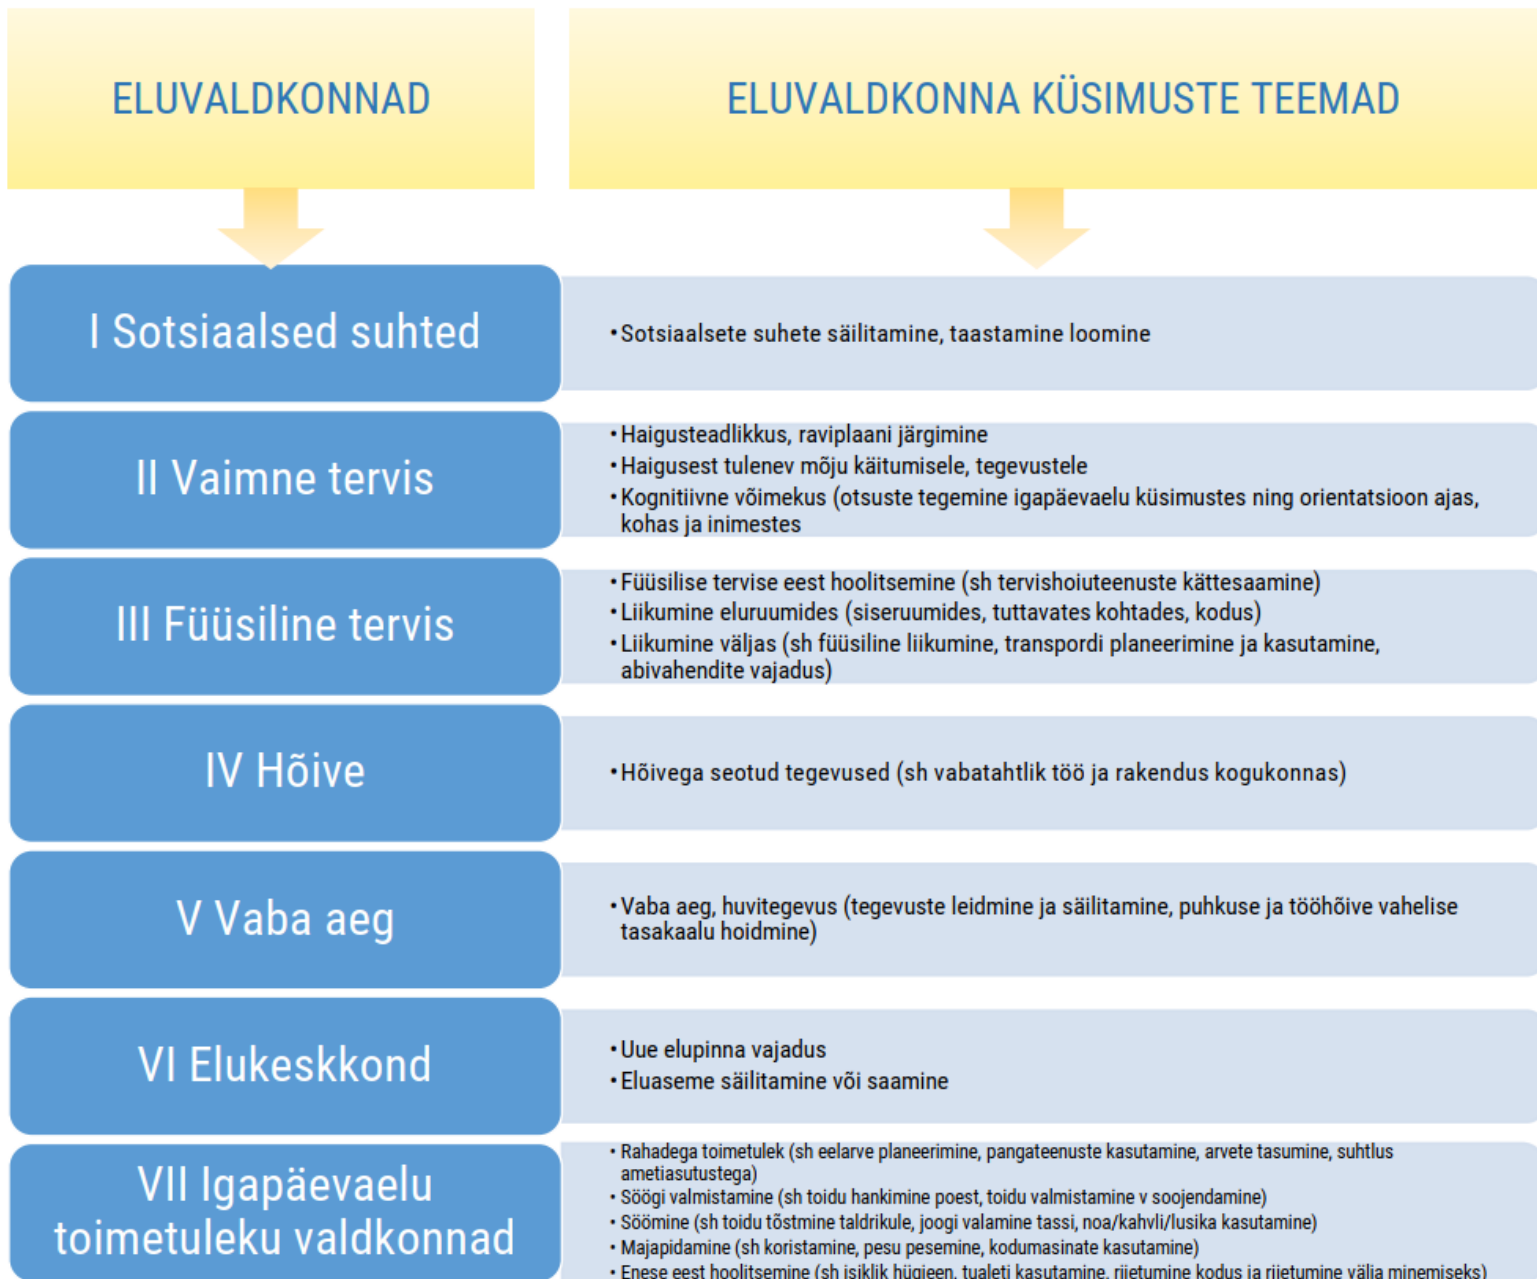 ELUVALDKONNAD
ELUVALDKONNA KÜSIMUSTE TEEMAD
I Sotsiaalsed suhted
• Sotsiaalsete suhete säilitamine, taastamine loomine
II Vaimne tervis
• Haigusteadlikkus, raviplaani järgimine
• Haigusest tulenev mõju käitumisele, tegevustele
• Kognitiivne võimekus (otsuste tegemine igapäevaelu küsimustes ning orientatsioon ajas,
kohas ja inimestes
III Füüsiline tervis
• Füüsilise tervise eest hoolitsemine (sh tervishoiuteenuste kättesaamine)
• Liikumine eluruumides (siseruumides, tuttavates kohtades, kodus)
• Liikumine väljas (sh füüsiline liikumine, transpordi planeerimine ja kasutamine,
abivahendite vajadus)
IV Hõive
• Hõivega seotud tegevused (sh vabatahtlik töö ja rakendus kogukonnas)
V Vaba aeg
• Vaba aeg, huvitegevus (tegevuste leidmine ja säilitamine, puhkuse ja tööhõive vahelise
tasakaalu hoidmine)
VI Elukeskkond
• Uue elupinna vajadus
• Eluaseme säilitamine või saamine
VII Igapäevaelu
toimetuleku valdkonnad
• Rahadega toimetulek (sh eelarve planeerimine, pangateenuste kasutamine, arvete tasumine, suhtlus
ametiasutustega)
• Söögi valmistamine (sh toidu hankimine poest, toidu valmistamine v soojendamine)
• Söömine (sh toidu tõstmine taldrikule, joogi valamine tassi, noa/kahvli/lusika kasutamine)
• Majapidamine (sh koristamine, pesu pesemine, kodumasinate kasutamine)
• Enese eest hoolitsemine (sh isiklik hügieen, tualeti kasutamine, riietumine kodus ja riietumine välja minemiseks)